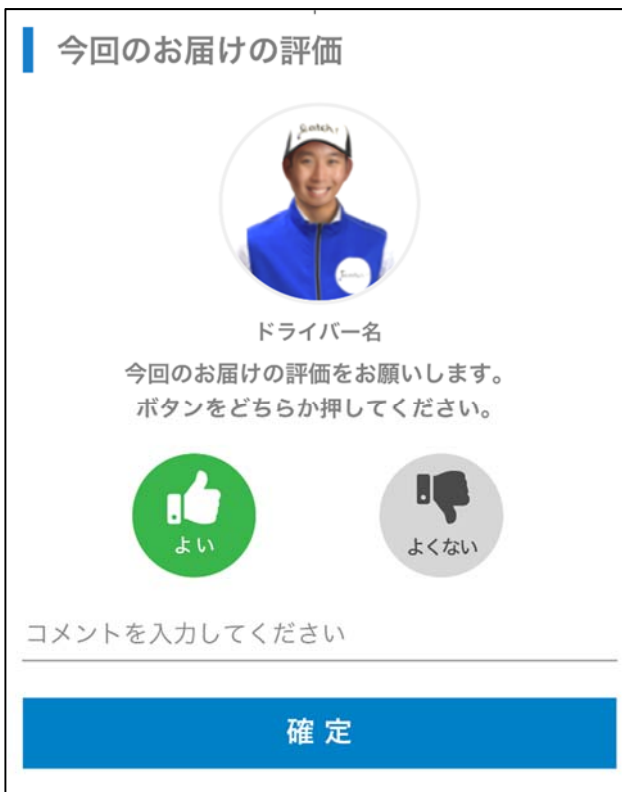 今回のお届けの評価
ドライバー名
今回のお届けの評価をお願いします。
ボタンをどちらか押してください。
よい
よくない
コメントを入力してください
確定